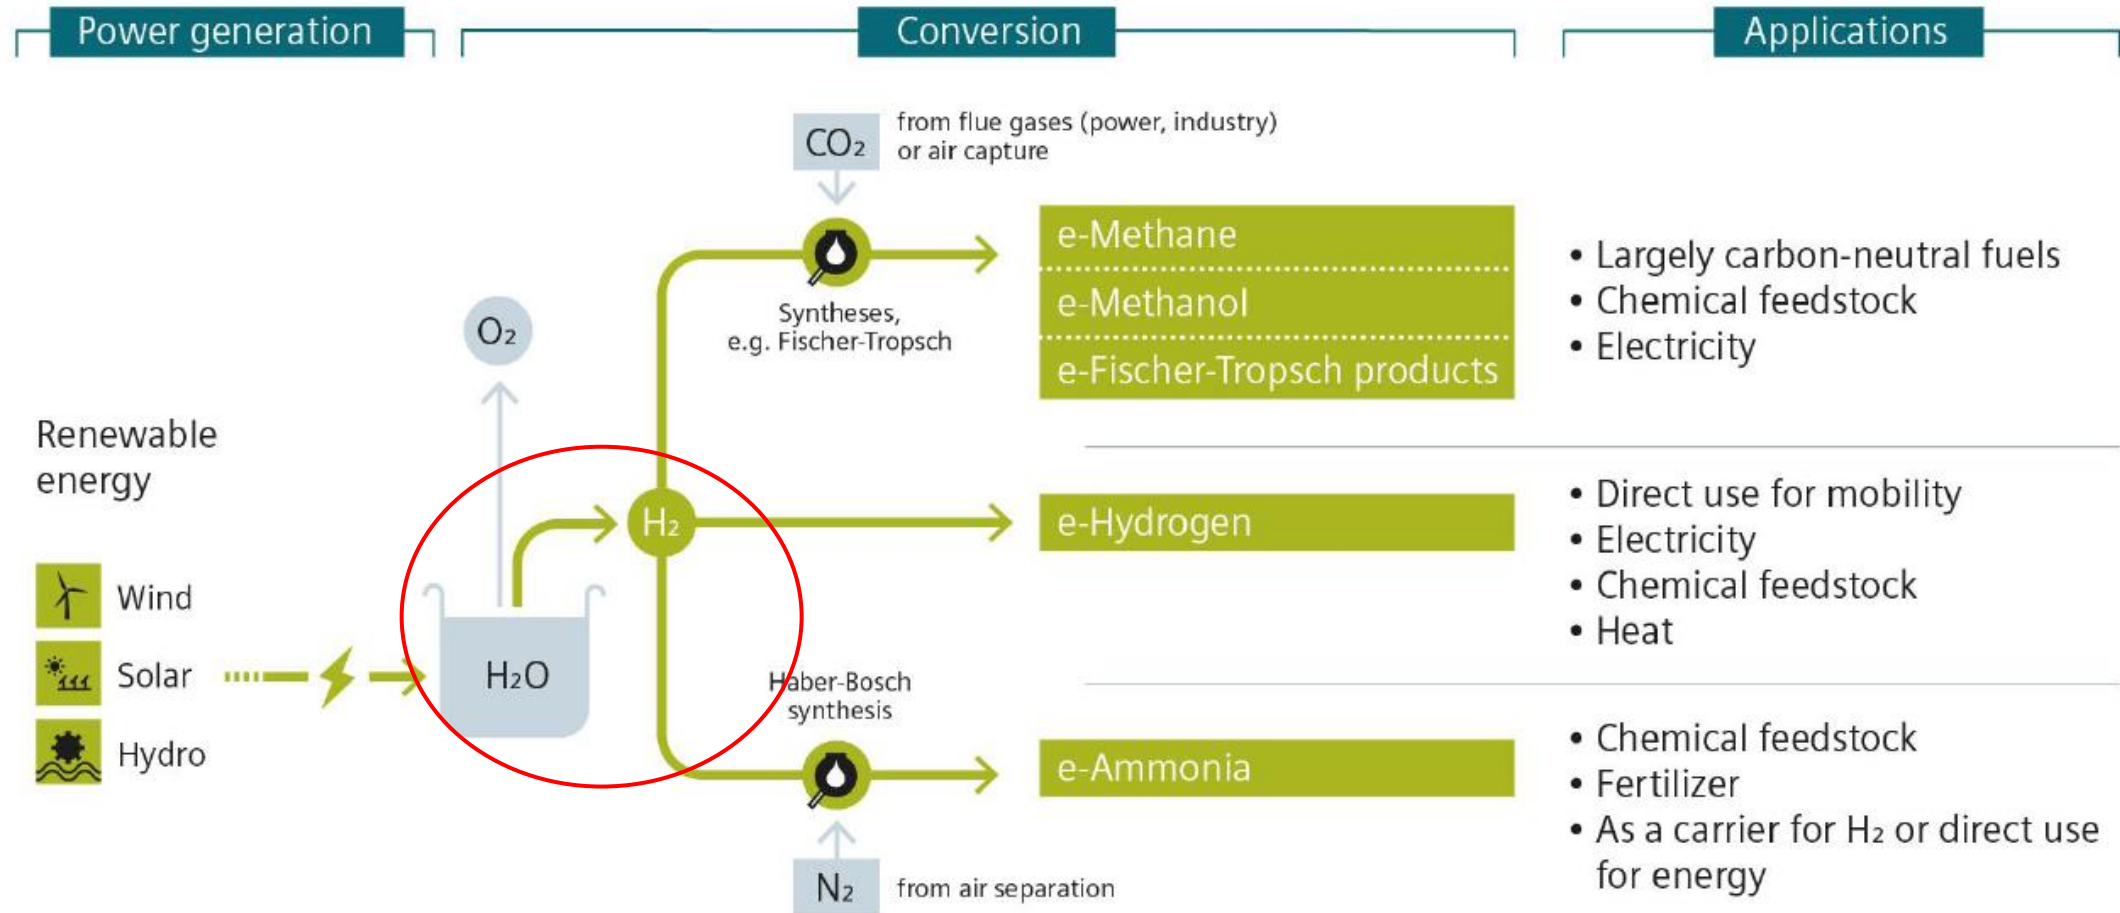 Power generation
Conversion
Applications
CO₂
from flue gases (power, industry)
or air capture
Syntheses,
e.g. Fischer-Tropsch
e-Methane
e-Methanol
e-Fischer-Tropsch products
• Largely carbon-neutral fuels
• Chemical feedstock
• Electricity
O₂
Renewable
energy
Wind
Solar
Hydro
H₂O
H₂
e-Hydrogen
• Direct use for mobility
• Electricity
• Chemical feedstock
• Heat
Haber-Bosch
synthesis
e-Ammonia
N₂
from air separation
• Chemical feedstock
• Fertilizer
• As a carrier for H₂ or direct use
for energy